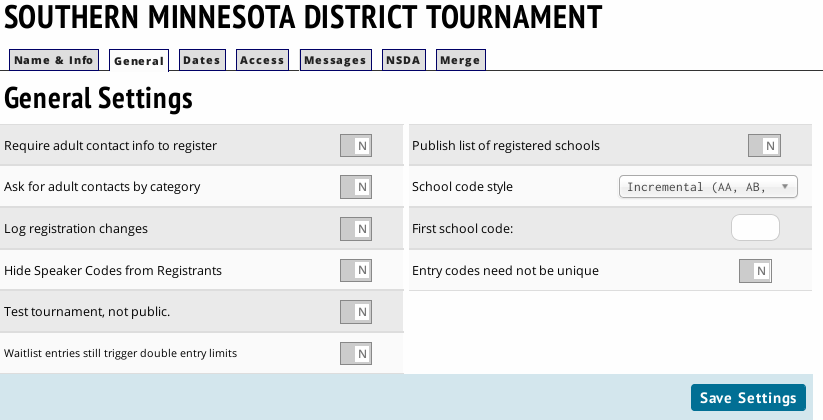 SOUTHERN MINNESOTA DISTRICT TOURNAMENT
Name & Info General Dates Access Messages NSDA Merge
General Settings
Require adult contact info to register N
Ask for adult contacts by category N
Log registration changes N
Hide Speaker Codes from Registrants N
Test tournament, not public. N
Waitlist entries still trigger double entry limits N
Publish list of registered schools N
School code style Incremental (AA, AB,
First school code:
Entry codes need not be unique N
Save Settings